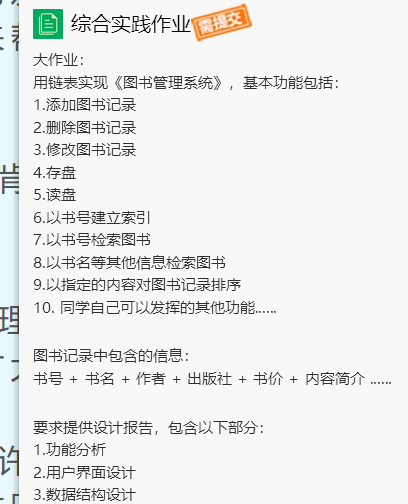 综合实践作业
需提交
大作业：
用链表实现《图书管理系统》，基本功能包括：
1.添加图书记录
2.删除图书记录
3.修改图书记录
4.存盘
5.读盘
6.以书号建立索引
7.以书号检索图书
8.以书名等其他信息检索图书
9.以指定的内容对图书记录排序
10. 同学自己可以发挥的其他功能......
图书记录中包含的信息：
书号 + 书名 + 作者 + 出版社 + 书价 + 内容简介 ......
要求提供设计报告，包含以下部分：
1.功能分析
2.用户界面设计
3.数据结构设计